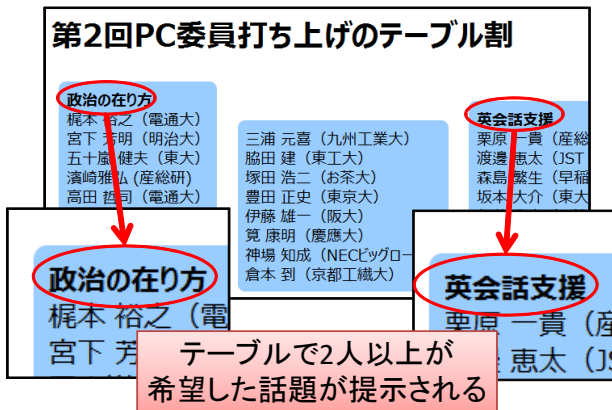 第2回PC委員打ち上げのテーブル割
政治の在り方
梶本 裕之（電通大）
宮下 芳明（明治大）
五十嵐 健夫（東大）
濱崎雅弘 (産総研)
高田 哲司（電通大）
三浦 元喜（九州工業大）
脇田 建（東工大）
塚田 浩二（お茶大）
豊田 正史（東京大）
伊藤 雄一（阪大）
筧 康明（慶應大）
神場 知成（NECビッグロー
倉本 到（京都工繊大）
英会話支援
栗原 一貴（産総
渡邊 恵太（JST
森島 繁生（早稲
坂本 大介（東大
政治の在り方
梶本 裕之（電
宮下 芳
英会話支援
栗原 一貴（産
恵太（JS
テーブルで2人以上が
希望した話題が提示される